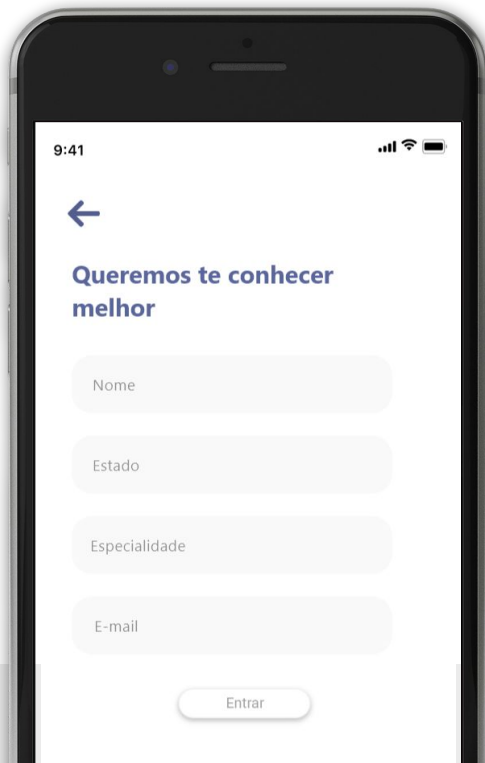 9:41
Queremos te conhecer
melhor
Nome
Estado
Especialidade
E-mail
Entrar